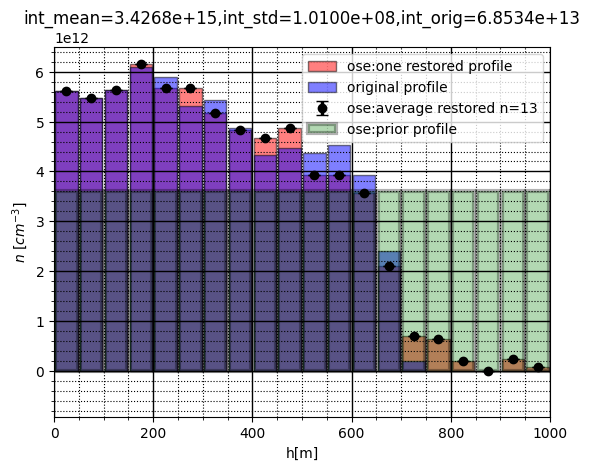 int_mean=3.4268e+15,int_std=1.0100e+08,int_orig=6.8534e+13
1e12
ose:one restored profile
original profile
ose:average restored n=13
ose:prior profile
6
5
4
3
2
1
0
n [cm⁻³]
0 200 400 600 800 1000
h[m]